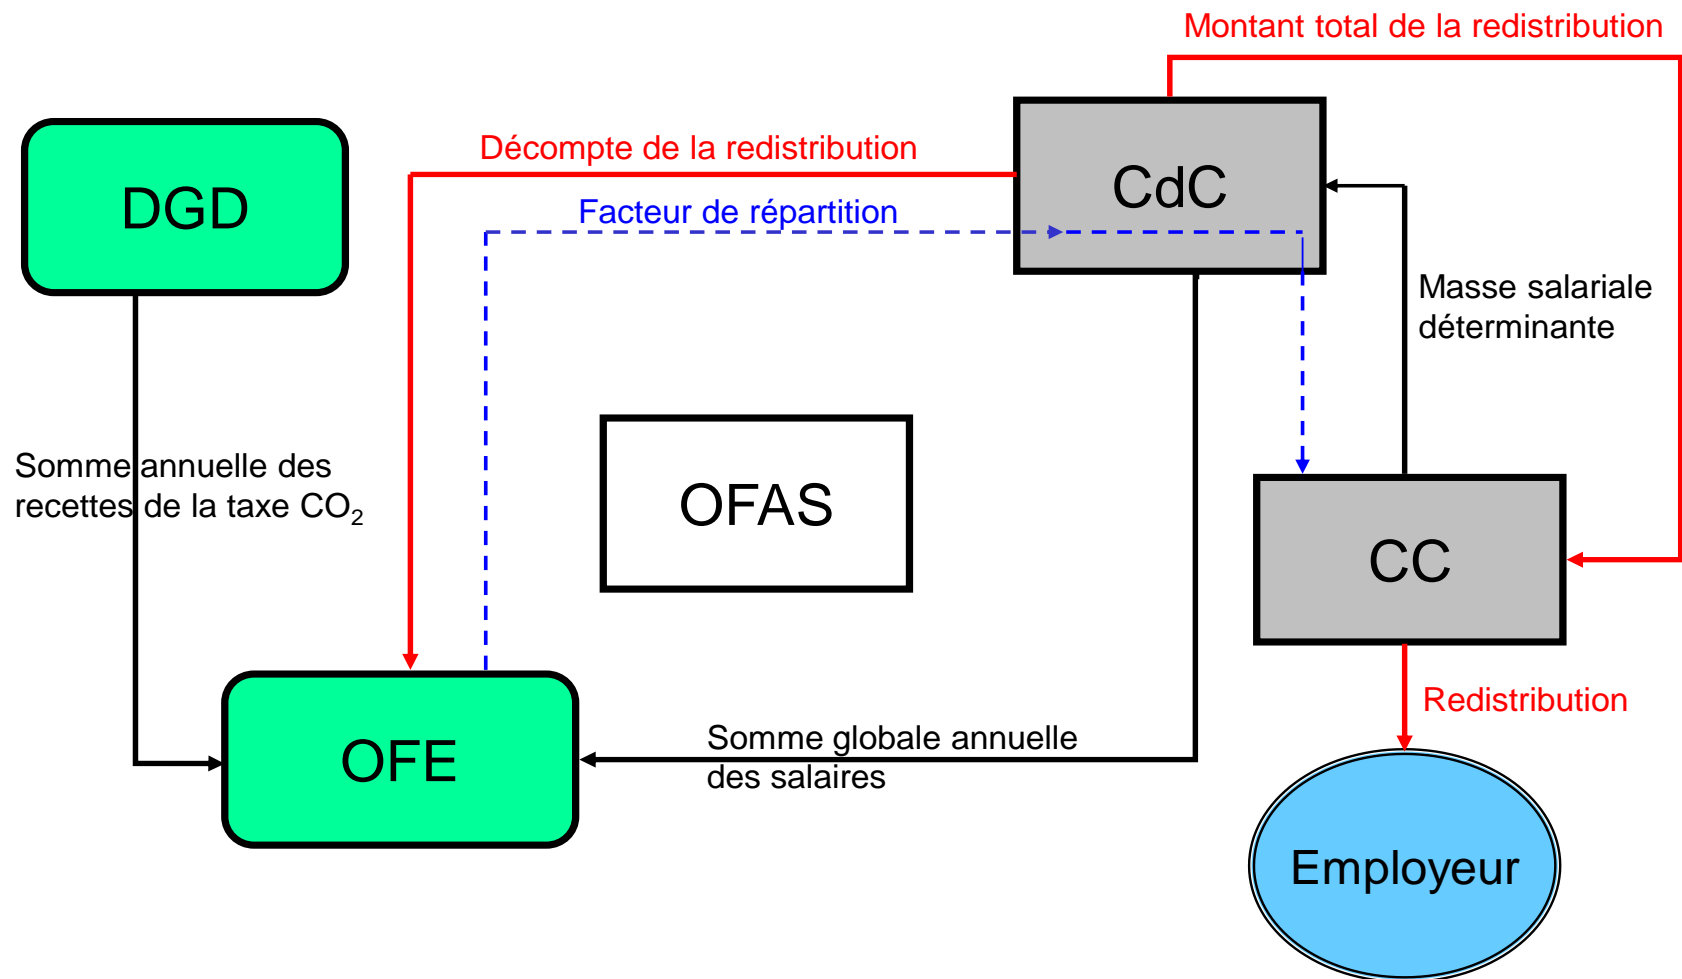 Montant total de la redistribution
Décompte de la redistribution
CdC
DGD
Facteur de répartition
Masse salariale
déterminante
Somme annuelle des
recettes de la taxe CO₂
OFAS
CC
Redistribution
Somme globale annuelle
des salaires
OFE
Employeur